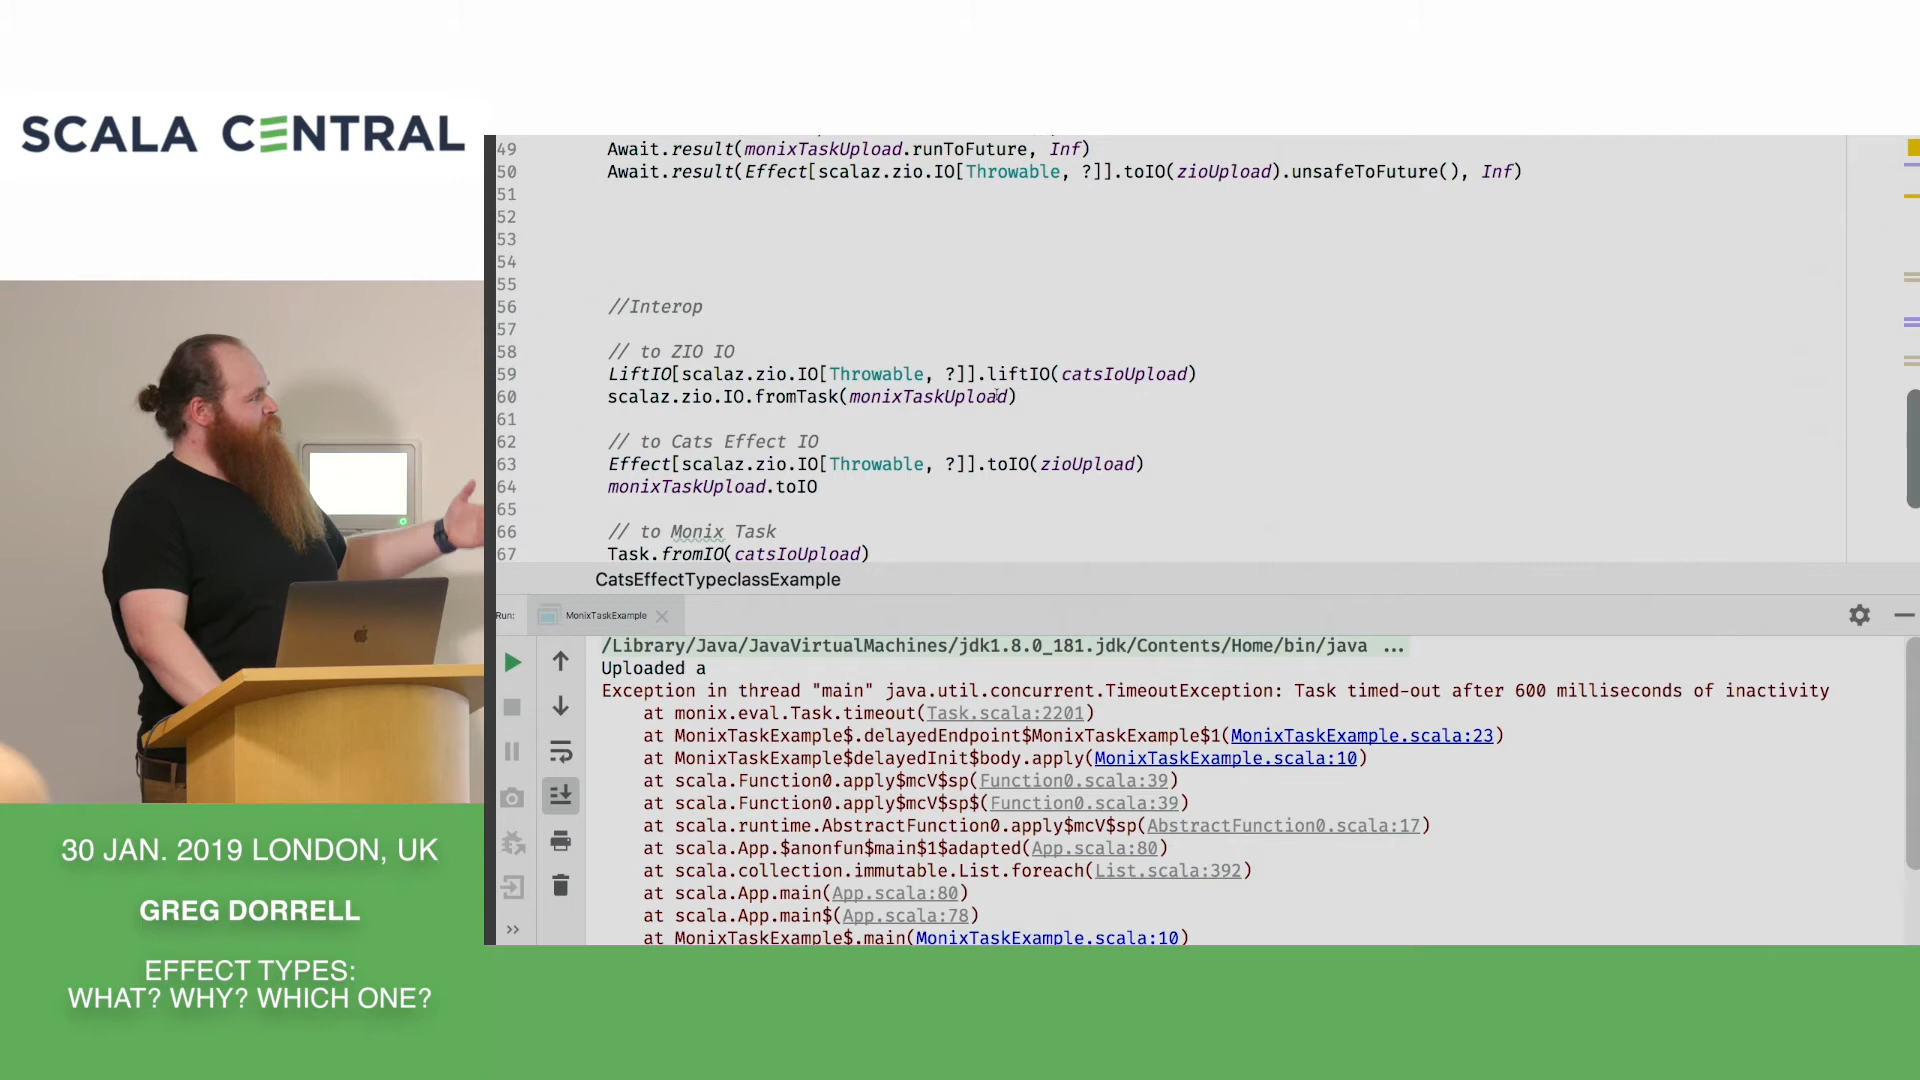 SCALA CENTRAL
49 Await.result(monixTaskUpload.runToFuture, Inf)
50 Await.result(Effect[scalaz.zio.IO[Throwable, ?]].toIO(zioUpload).unsafeToFuture(), Inf)
51
52
53
54
55
56 //Interop
57
58 // to ZIO IO
59 LiftIO[scalaz.zio.IO[Throwable, ?]].liftIO(catsIoUpload)
60 scalaz.zio.IO.fromTask(monixTaskUpload)
61
62 // to Cats Effect IO
63 Effect[scalaz.zio.IO[Throwable, ?]].toIO(zioUpload)
64 monixTaskUpload.toIO
65
66 // to Monix Task
67 Task.fromIO(catsIoUpload)
CatsEffectTypeclassExample
Run: MonixTaskExample
/Library/Java/JavaVirtualMachines/jdk1.8.0_181.jdk/Contents/Home/bin/java ...
Uploaded a
Exception in thread "main" java.util.concurrent.TimeoutException: Task timed-out after 600 milliseconds of inactivity
at monix.eval.Task.timeout(Task.scala:2201)
at MonixTaskExample$.delayedEndpoint$MonixTaskExample$1(MonixTaskExample.scala:23)
at MonixTaskExample$delayedInit$body.apply(MonixTaskExample.scala:10)
at scala.Function0.apply$mcV$sp(Function0.scala:39)
at scala.Function0.apply$mcV$sp$(Function0.scala:39)
at scala.runtime.AbstractFunction0.apply$mcV$sp(AbstractFunction0.scala:17)
at scala.App.$anonfun$main$1$adapted(App.scala:80)
at scala.collection.immutable.List.foreach(List.scala:392)
at scala.App.main(App.scala:80)
at scala.App.main$(App.scala:78)
at MonixTaskExample$.main(MonixTaskExample.scala:10)
30 JAN. 2019 LONDON, UK
GREG DORRELL
EFFECT TYPES:
WHAT? WHY? WHICH ONE?